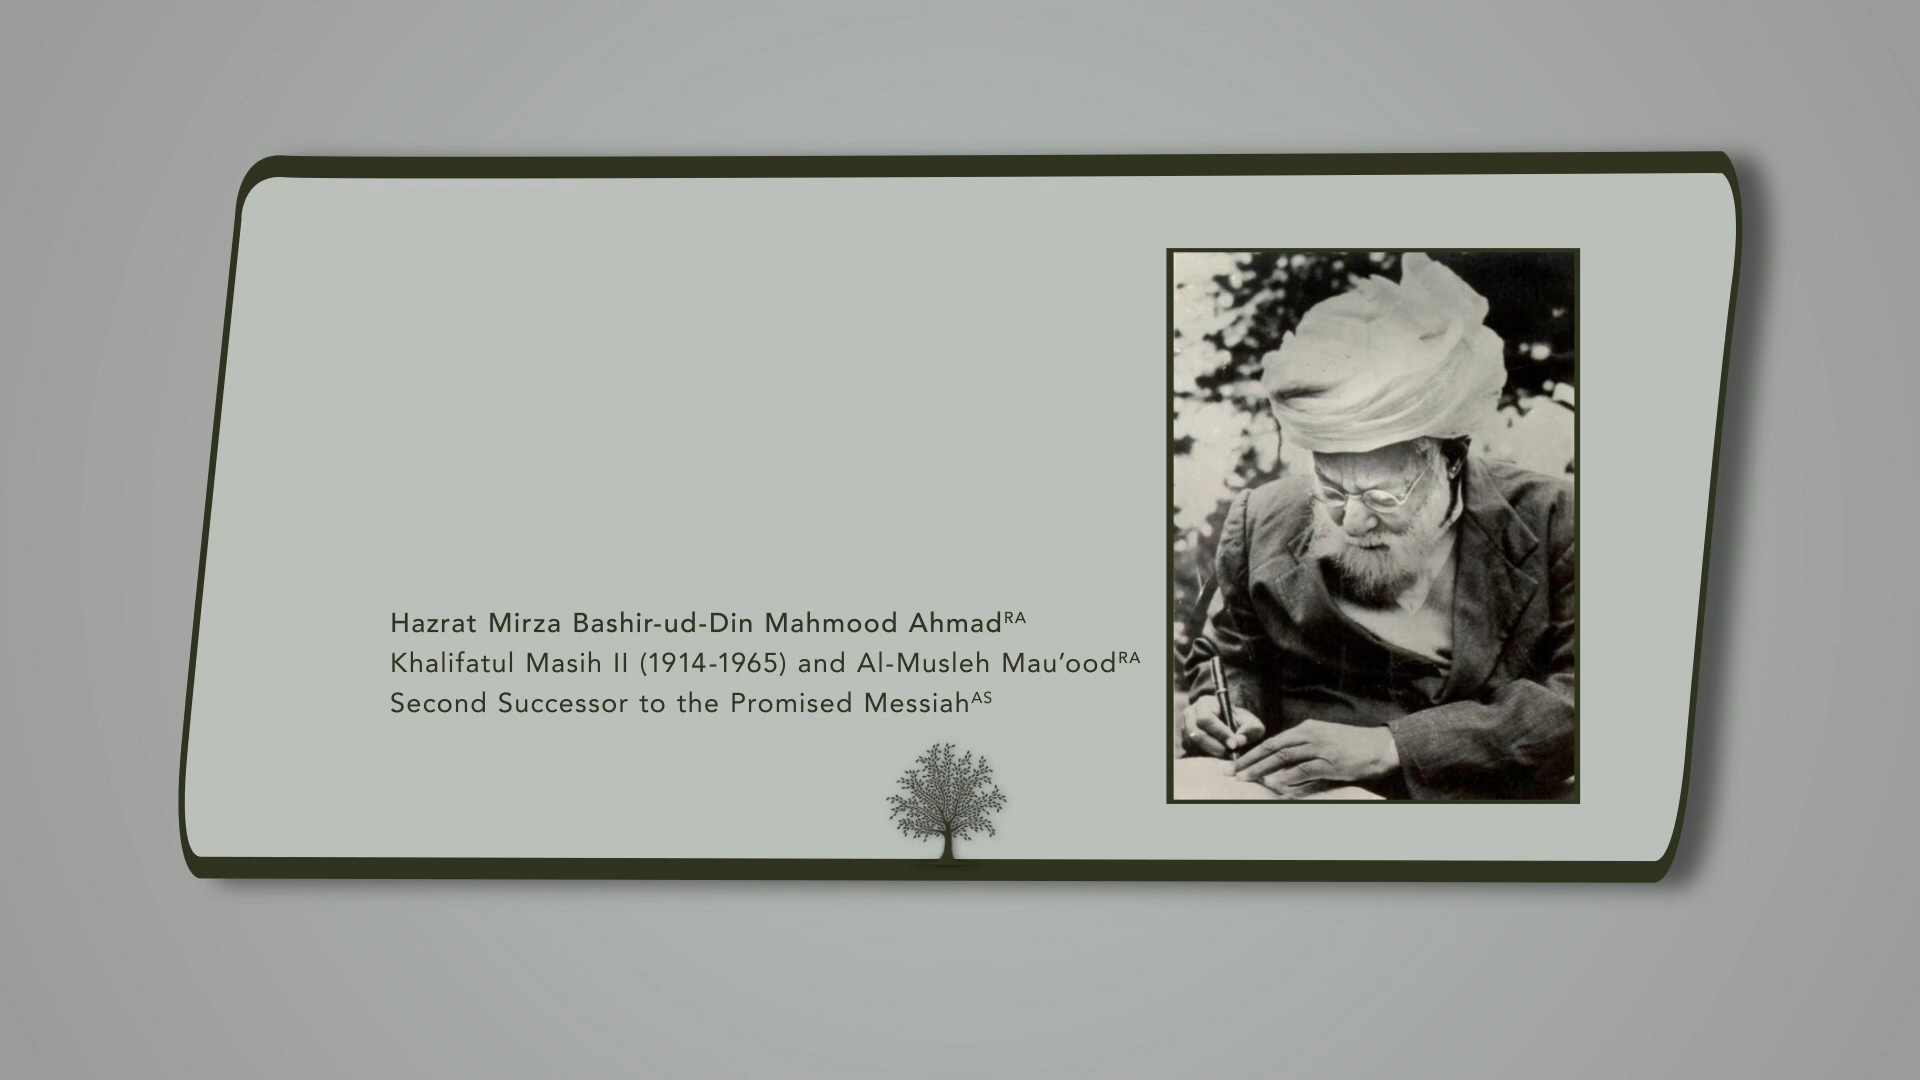 Hazrat Mirza Bashir-ud-Din Mahmood Ahmadᴿᴬ
Khalifatul Masih II (1914-1965) and Al-Musleh Mau’oodᴿᴬ
Second Successor to the Promised Messiahᴬˢ